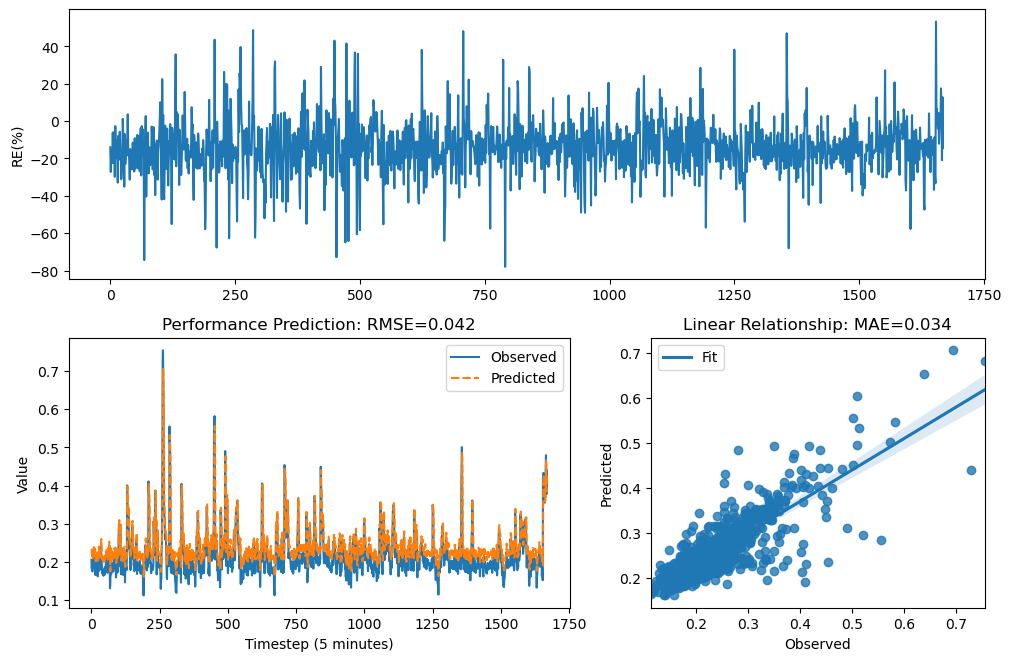 RE(%)
40
20
0
−20
−40
−60
−80
0 250 500 750 1000 1250 1500 1750
Performance Prediction: RMSE=0.042
Value
0.7
0.6
0.5
0.4
0.3
0.2
0.1
Observed
Predicted
0 250 500 750 1000 1250 1500 1750
Timestep (5 minutes)
Linear Relationship: MAE=0.034
Predicted
0.7
0.6
0.5
0.4
0.3
0.2
Fit
0.2 0.3 0.4 0.5 0.6 0.7
Observed